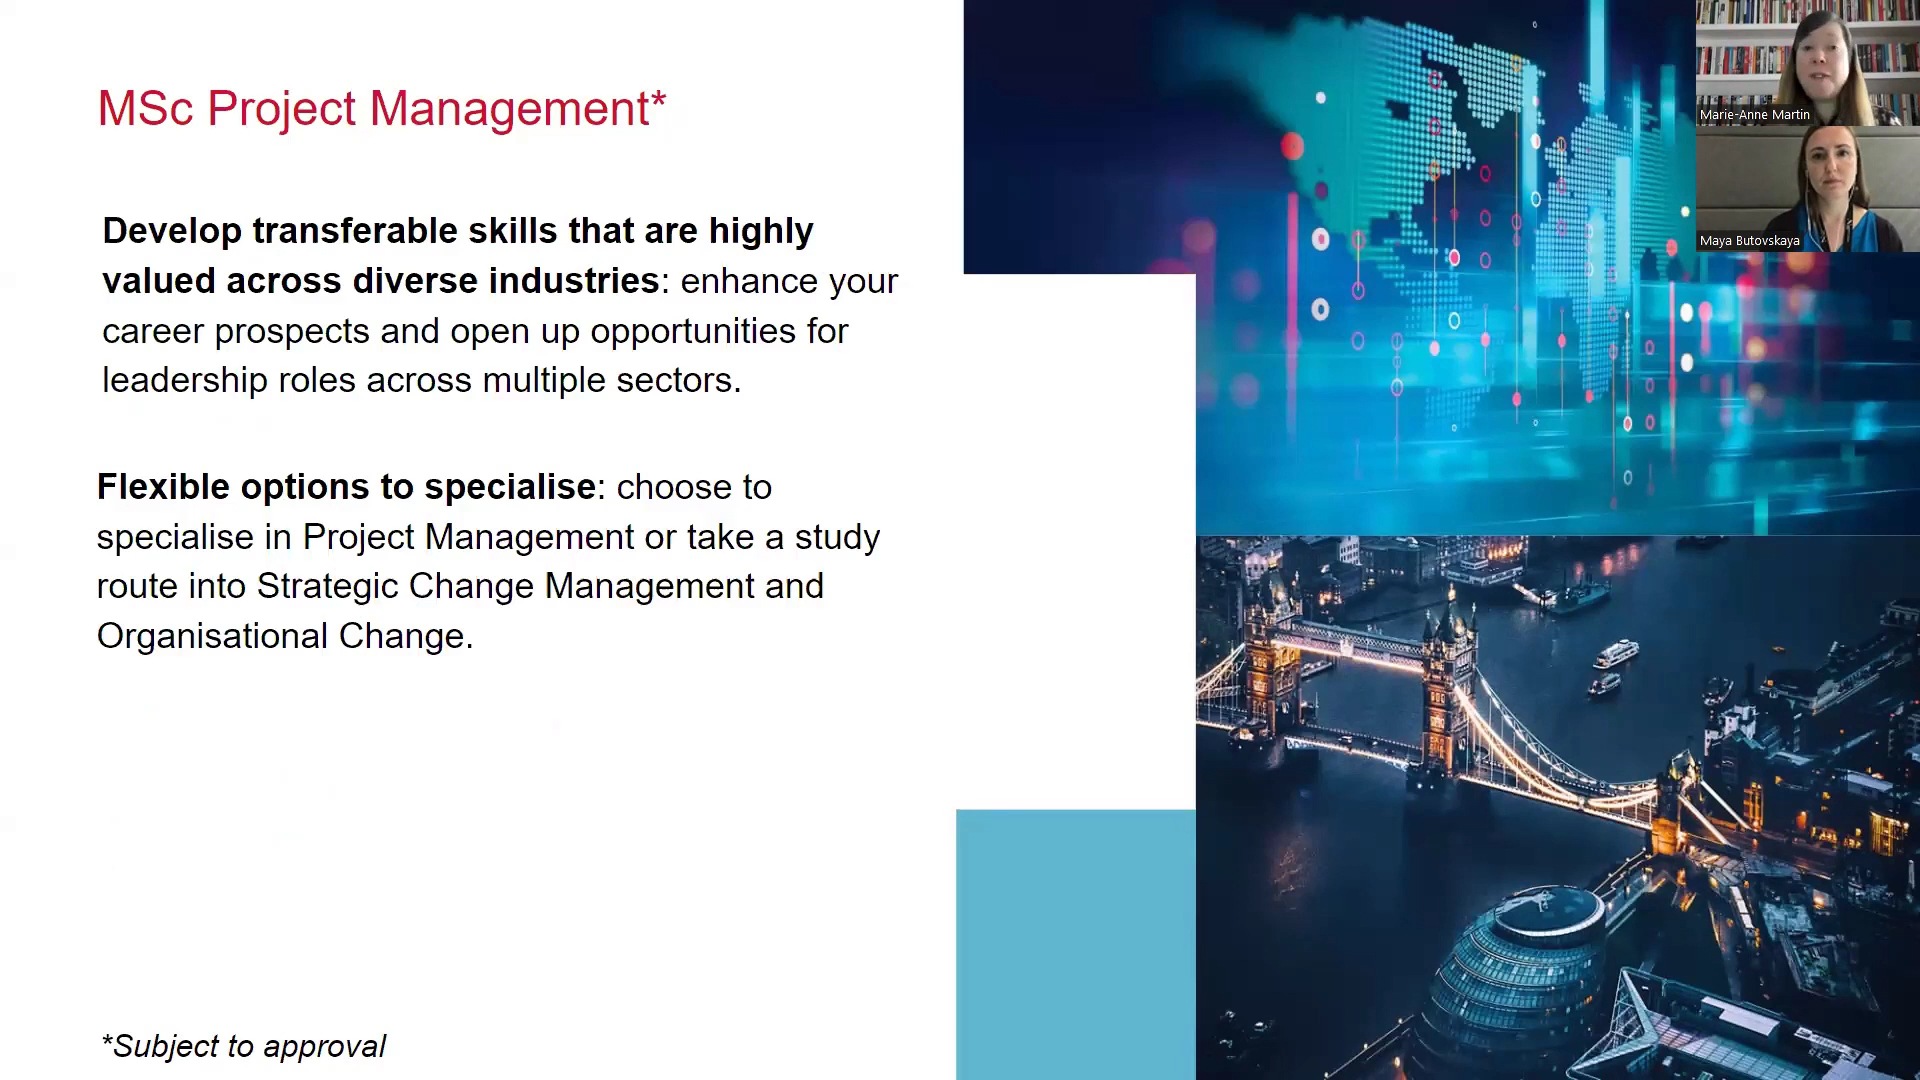 MSc Project Management*
Develop transferable skills that are highly
valued across diverse industries: enhance your
career prospects and open up opportunities for
leadership roles across multiple sectors.
Flexible options to specialise: choose to
specialise in Project Management or take a study
route into Strategic Change Management and
Organisational Change.
*Subject to approval
Marie-Anne Martin
Maya Butovskaya